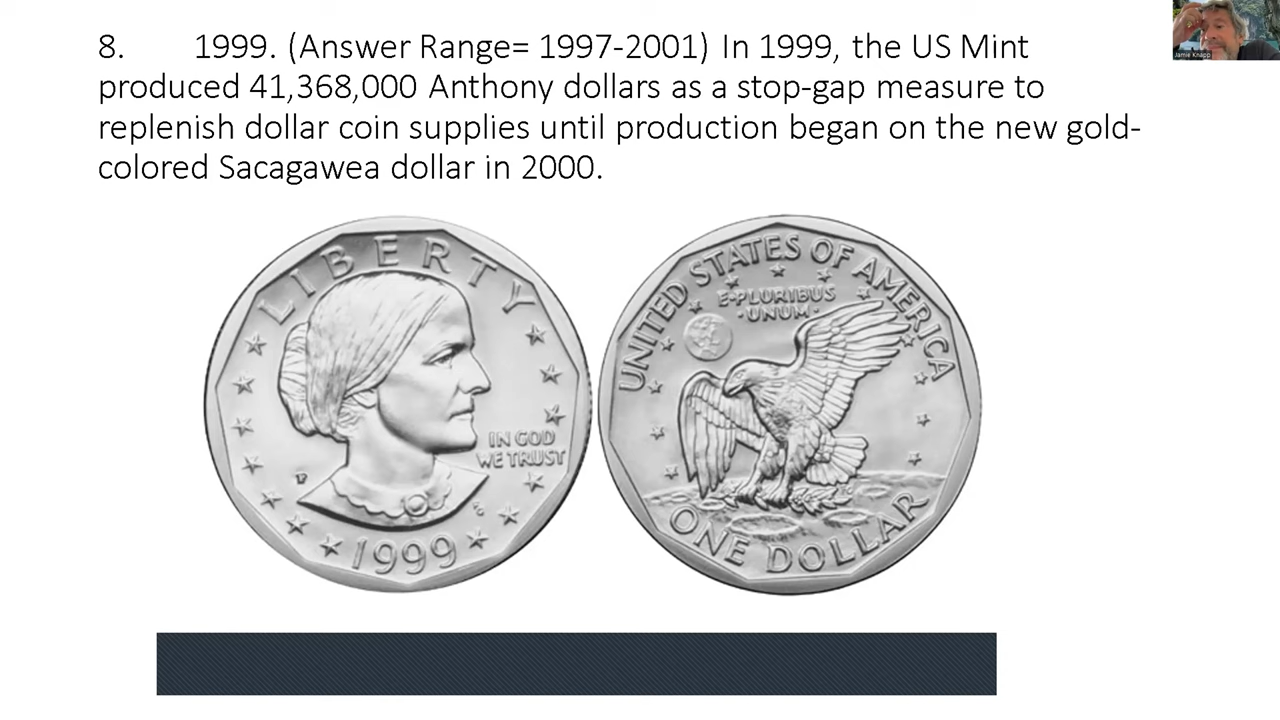 8. 1999. (Answer Range= 1997-2001) In 1999, the US Mint
produced 41,368,000 Anthony dollars as a stop-gap measure to
replenish dollar coin supplies until production began on the new gold-
colored Sacagawea dollar in 2000.
Jamie Knapp
LIBERTY
IN GOD
WE TRUST
P
1999
UNITED STATES OF AMERICA
E·PLURIBUS
·UNUM·
ONE DOLLAR